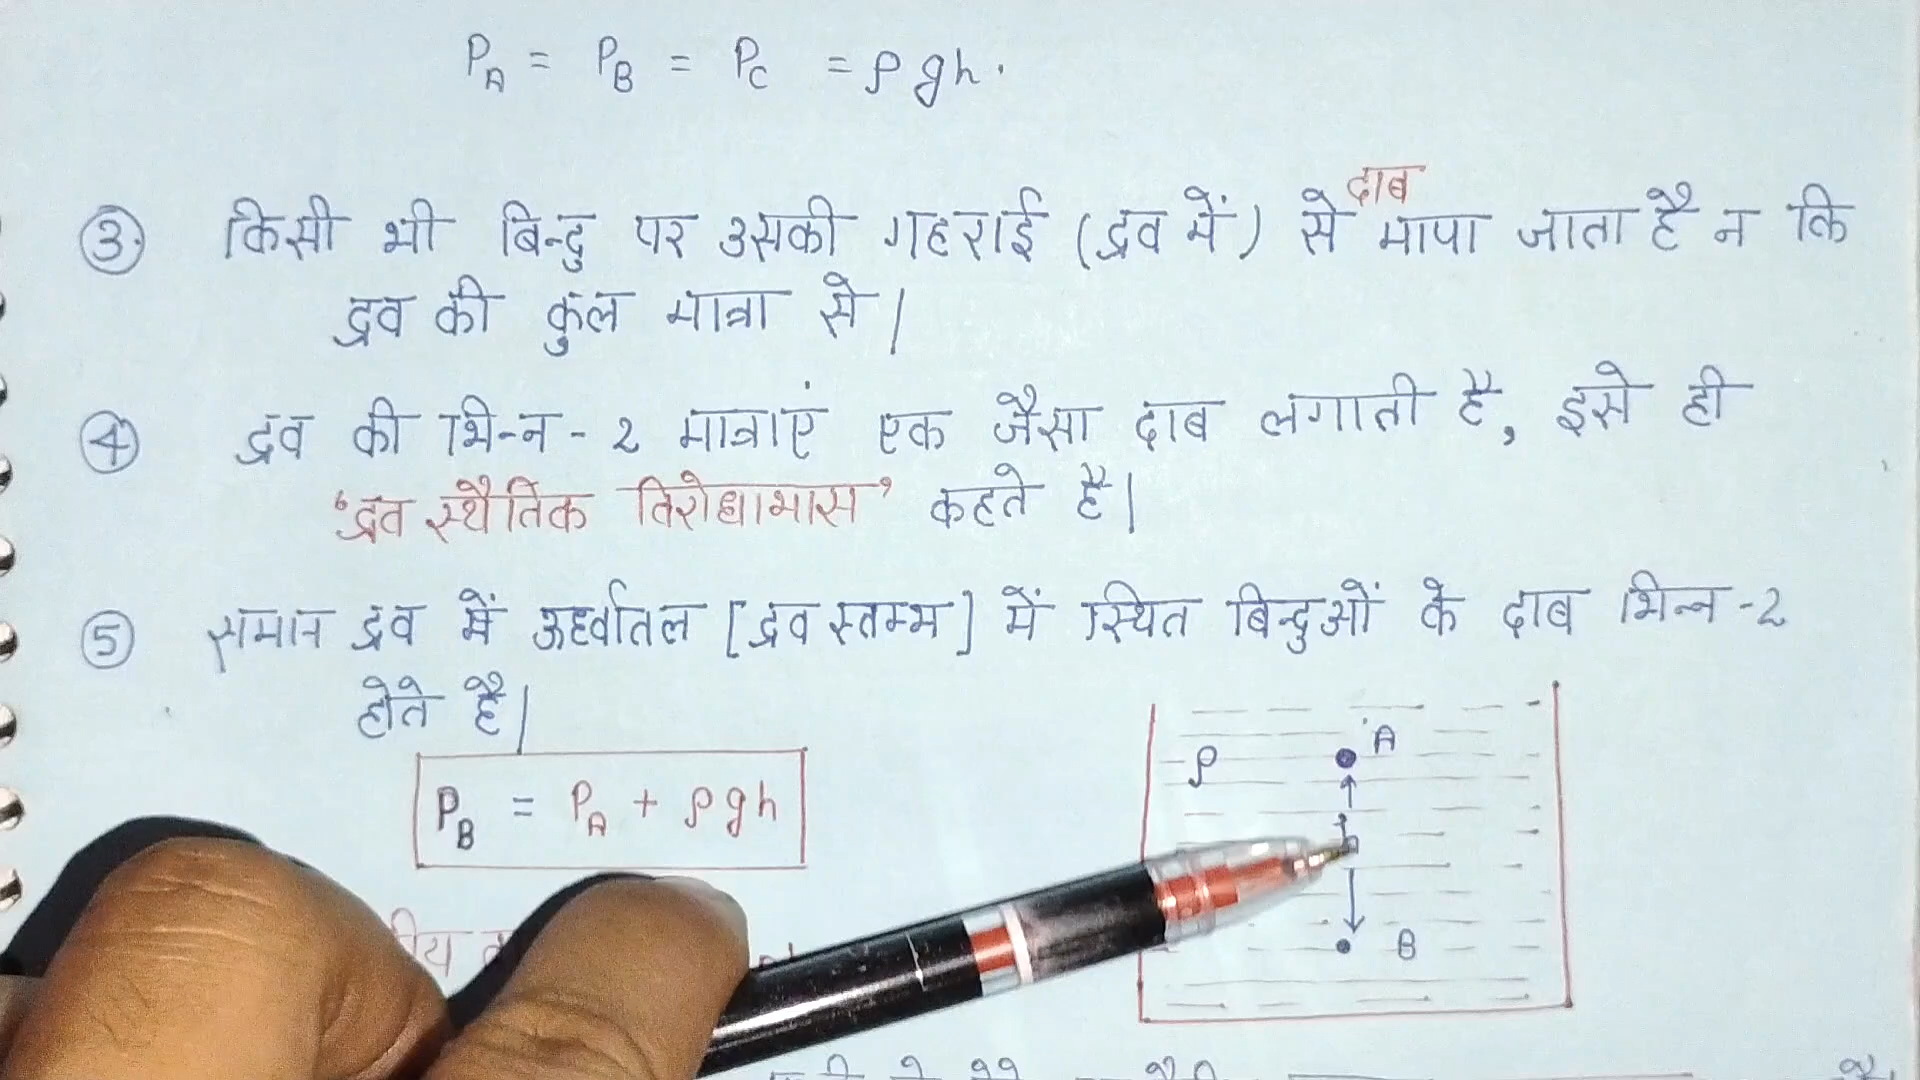 P_A = P_B = P_C = ρgh.
दाब
③ किसी भी बिन्दु पर उसकी गहराई (द्रव में) से मापा जाता है न कि
द्रव की कुल मात्रा से|
④ द्रव की भिन्न-2 मात्राएं एक जैसा दाब लगाती है, इसे ही
'द्रव स्थैतिक विरोधाभास' कहते है|
⑤ समान द्रव में ऊर्ध्वातल [द्रव स्तम्भ] में स्थित बिन्दुओं के दाब भिन्न-2
होते है|
P_B = P_A + ρgh
A
ρ
h
B